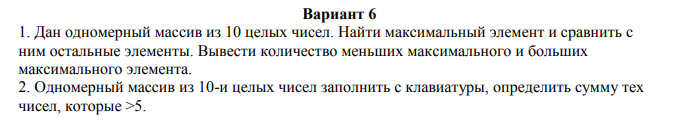 Вариант 6
1. Дан одномерный массив из 10 целых чисел. Найти максимальный элемент и сравнить с
ним остальные элементы. Вывести количество меньших максимального и больших
максимального элемента.
2. Одномерный массив из 10-и целых чисел заполнить с клавиатуры, определить сумму тех
чисел, которые >5.